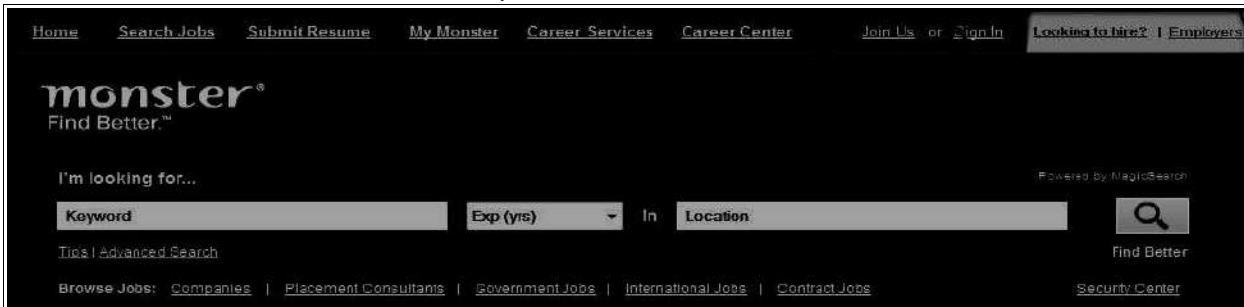 Home Search Jobs Submit Resume My Monster Career Services Career Center Join Us or Sign In Looking to hire? | Employers
monster®
Find Better.™
I'm looking for...
Powered by MagicSearch
Keyword Exp (yrs) In Location
Tips | Advanced Search
Find Better
Browse Jobs: Companies | Placement Consultants | Government Jobs | International Jobs | Contract Jobs Security Center